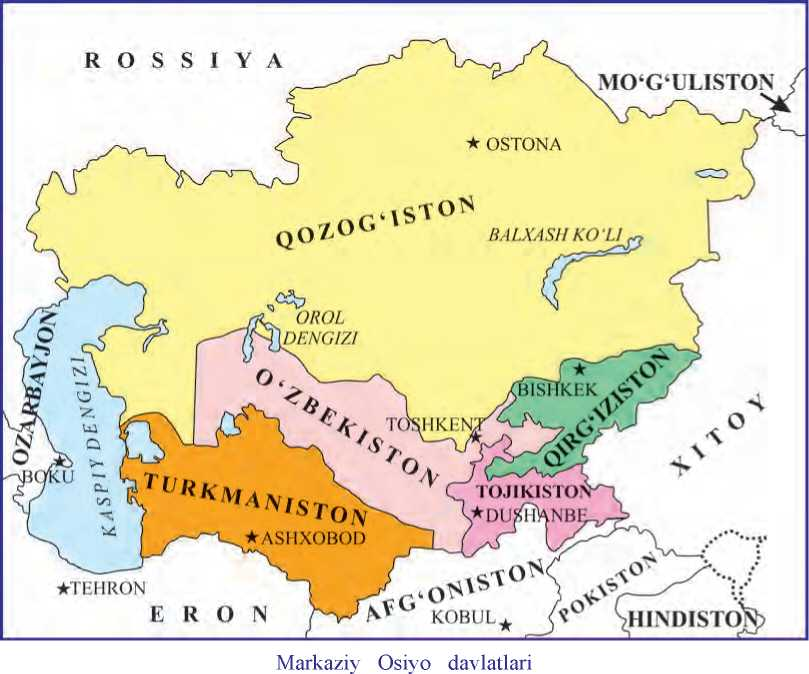 ROSSIYA
MO‘G‘ULISTON
OSTONA
QOZOG‘ISTON
BALXASH KO‘LI
OROL
DENGIZI
OZARBAYJON
KASPIY DENGIZI
O‘ZBEKISTON
BISHKEK
QIRG‘IZISTON
TOSHKENT
XITOY
BOKU
TURKMANISTON
TOJIKISTON
DUSHANBE
ASHXOBOD
TEHRON
ERON
AFG‘ONISTON
KOBUL
POKISTON
HINDISTON
Markaziy Osiyo davlatlari